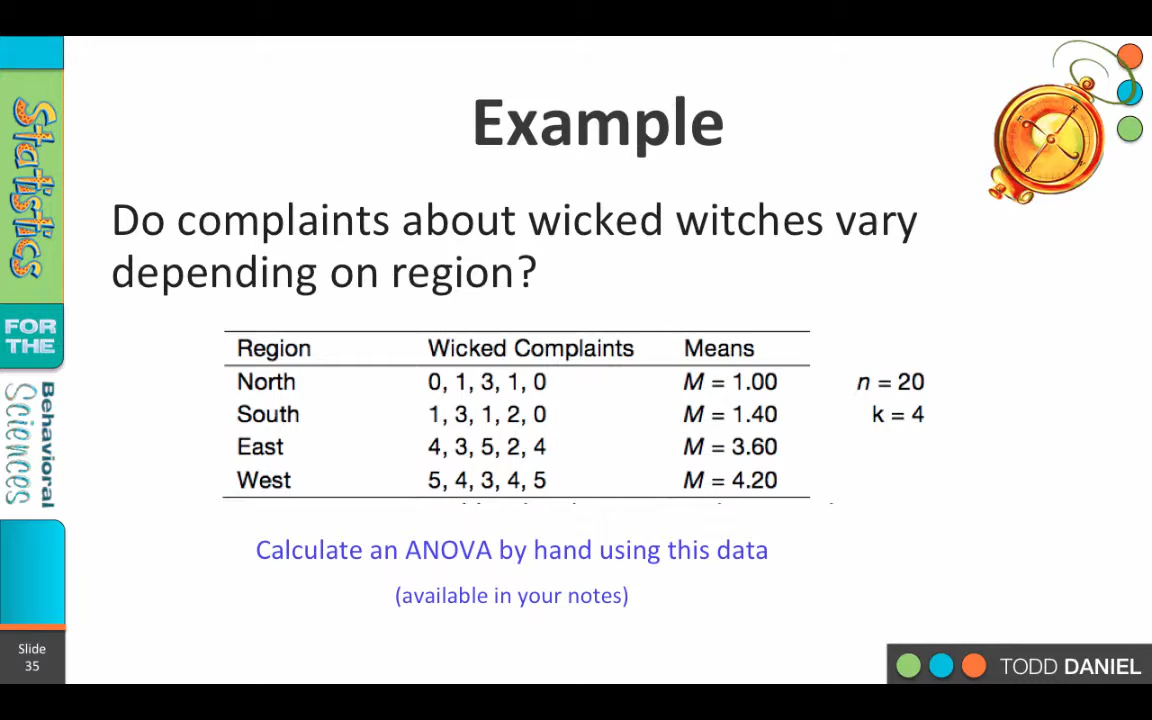 Example
Do complaints about wicked witches vary
depending on region?
Region Wicked Complaints Means
North 0, 1, 3, 1, 0 M = 1.00 n = 20
South 1, 3, 1, 2, 0 M = 1.40 k = 4
East 4, 3, 5, 2, 4 M = 3.60
West 5, 4, 3, 4, 5 M = 4.20
Calculate an ANOVA by hand using this data
(available in your notes)
Statistics
FOR
THE
Behavioral
Sciences
Slide
35
TODD DANIEL